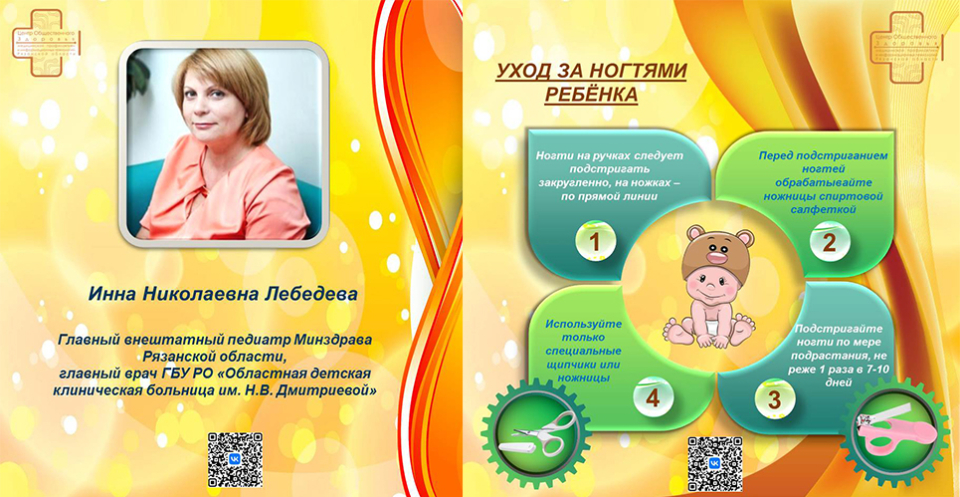 Центр Общественного
Здоровья
Инна Николаевна Лебедева
Главный внештатный педиатр Минздрава
Рязанской области,
главный врач ГБУ РО «Областная детская
клиническая больница им. Н.В. Дмитриевой»
Центр Общественного
Здоровья
УХОД ЗА НОГТЯМИ
РЕБЁНКА
Ногти на ручках следует
подстригать
закругленно, на ножках –
по прямой линии
1
Перед подстриганием
ногтей
обрабатывайте
ножницы спиртовой
салфеткой
2
Подстригайте
ногти по мере
подрастания, не
реже 1 раза в 7-10
дней
3
Используйте
только
специальные
щипчики или
ножницы
4